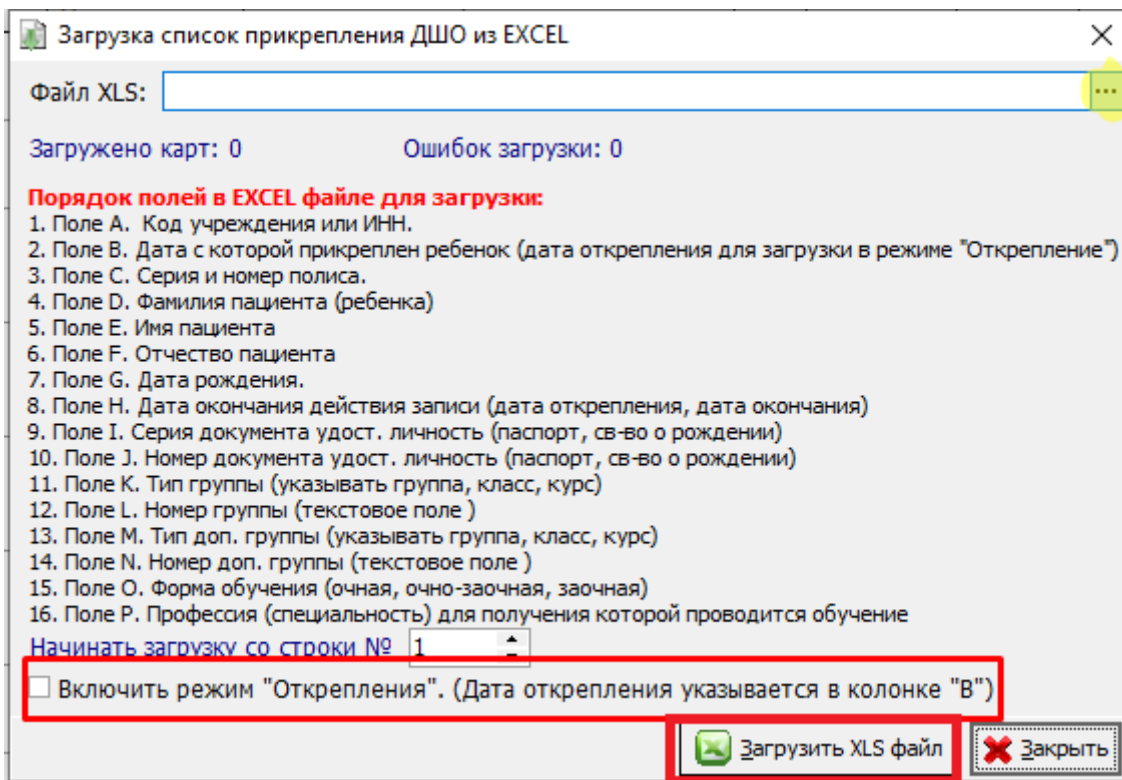 Загрузка список прикрепления ДШО из EXCEL
Файл XLS: ...
Загружено карт: 0 Ошибок загрузки: 0
Порядок полей в EXCEL файле для загрузки:
1. Поле A. Код учреждения или ИНН.
2. Поле B. Дата с которой прикреплен ребенок (дата открепления для загрузки в режиме "Открепление")
3. Поле C. Серия и номер полиса.
4. Поле D. Фамилия пациента (ребенка)
5. Поле E. Имя пациента
6. Поле F. Отчество пациента
7. Поле G. Дата рождения.
8. Поле H. Дата окончания действия записи (дата открепления, дата окончания)
9. Поле I. Серия документа удост. личность (паспорт, св-во о рождении)
10. Поле J. Номер документа удост. личность (паспорт, св-во о рождении)
11. Поле K. Тип группы (указывать группа, класс, курс)
12. Поле L. Номер группы (текстовое поле )
13. Поле M. Тип доп. группы (указывать группа, класс, курс)
14. Поле N. Номер доп. группы (текстовое поле )
15. Поле O. Форма обучения (очная, очно-заочная, заочная)
16. Поле P. Профессия (специальность) для получения которой проводится обучение
Начинать загрузку со строки № 1
Включить режим "Открепления". (Дата открепления указывается в колонке "B")
Загрузить XLS файл Закрыть